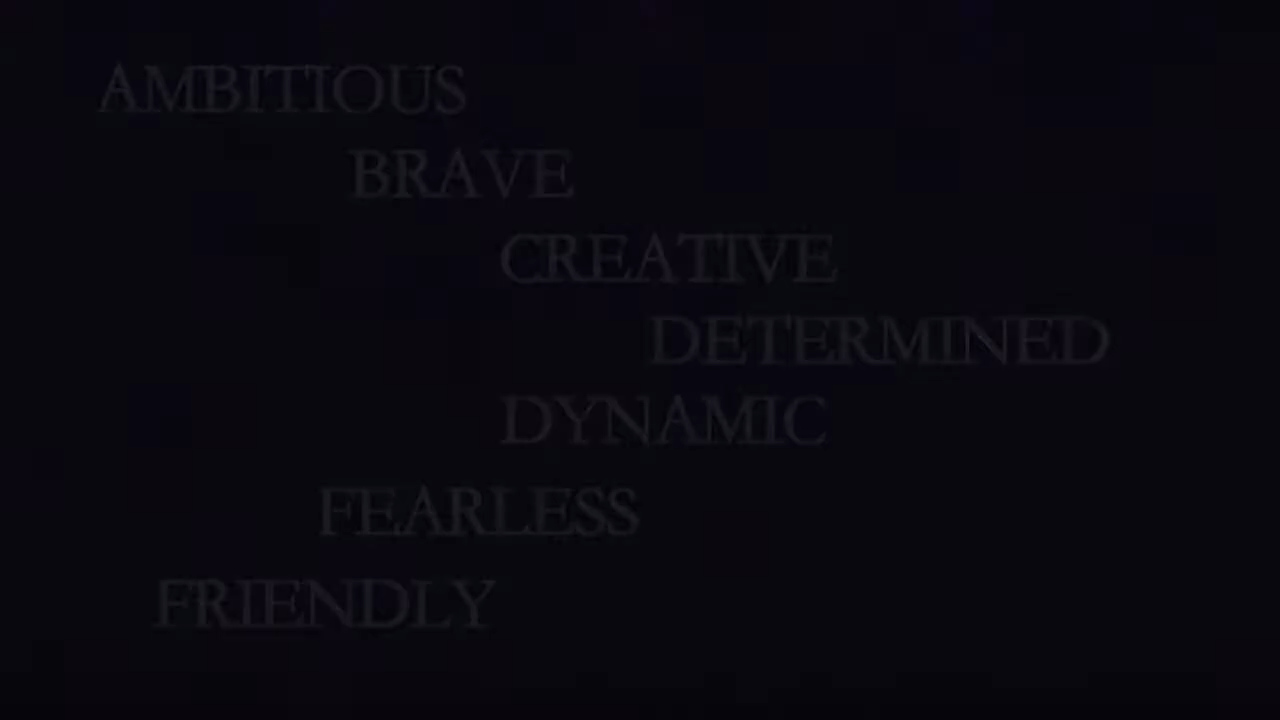 AMBITIOUS
BRAVE
CREATIVE
DETERMINED
DYNAMIC
FEARLESS
FRIENDLY